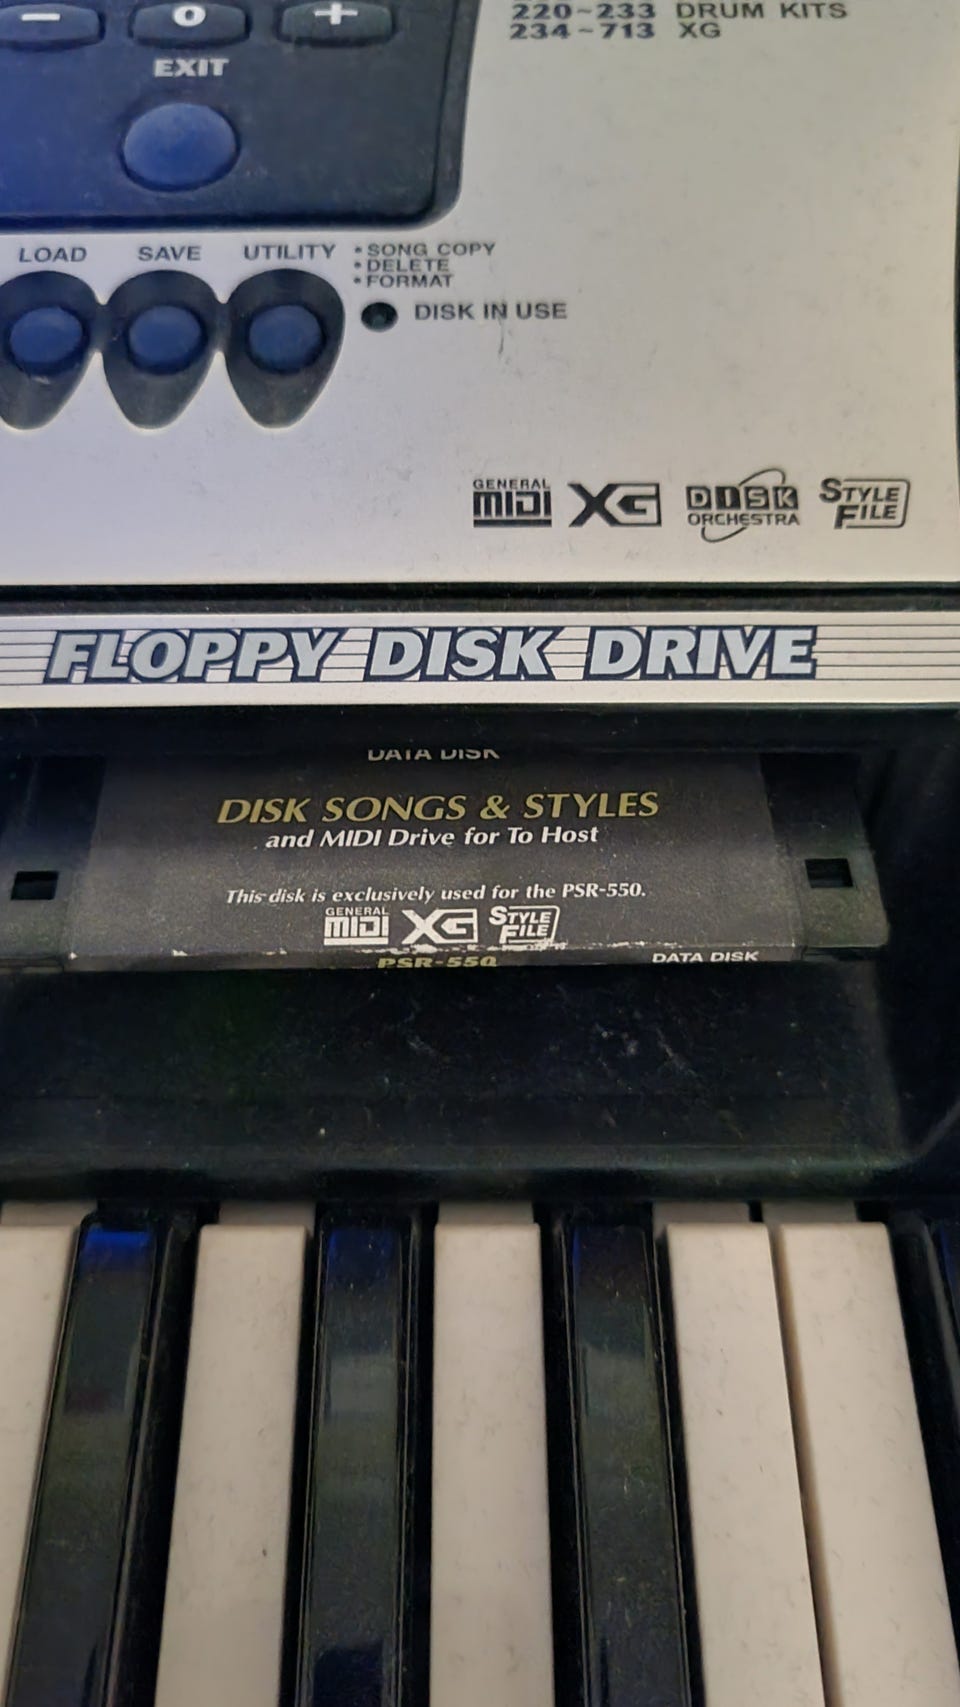 − 0 +
220~233 DRUM KITS
234~713 XG
EXIT
LOAD SAVE UTILITY
• SONG COPY
• DELETE
• FORMAT
DISK IN USE
GENERAL MIDI XG DISK ORCHESTRA STYLE FILE
FLOPPY DISK DRIVE
DATA DISK
DISK SONGS & STYLES
and MIDI Drive for To Host
This disk is exclusively used for the PSR-550.
GENERAL MIDI XG STYLE FILE
PSR-550 DATA DISK